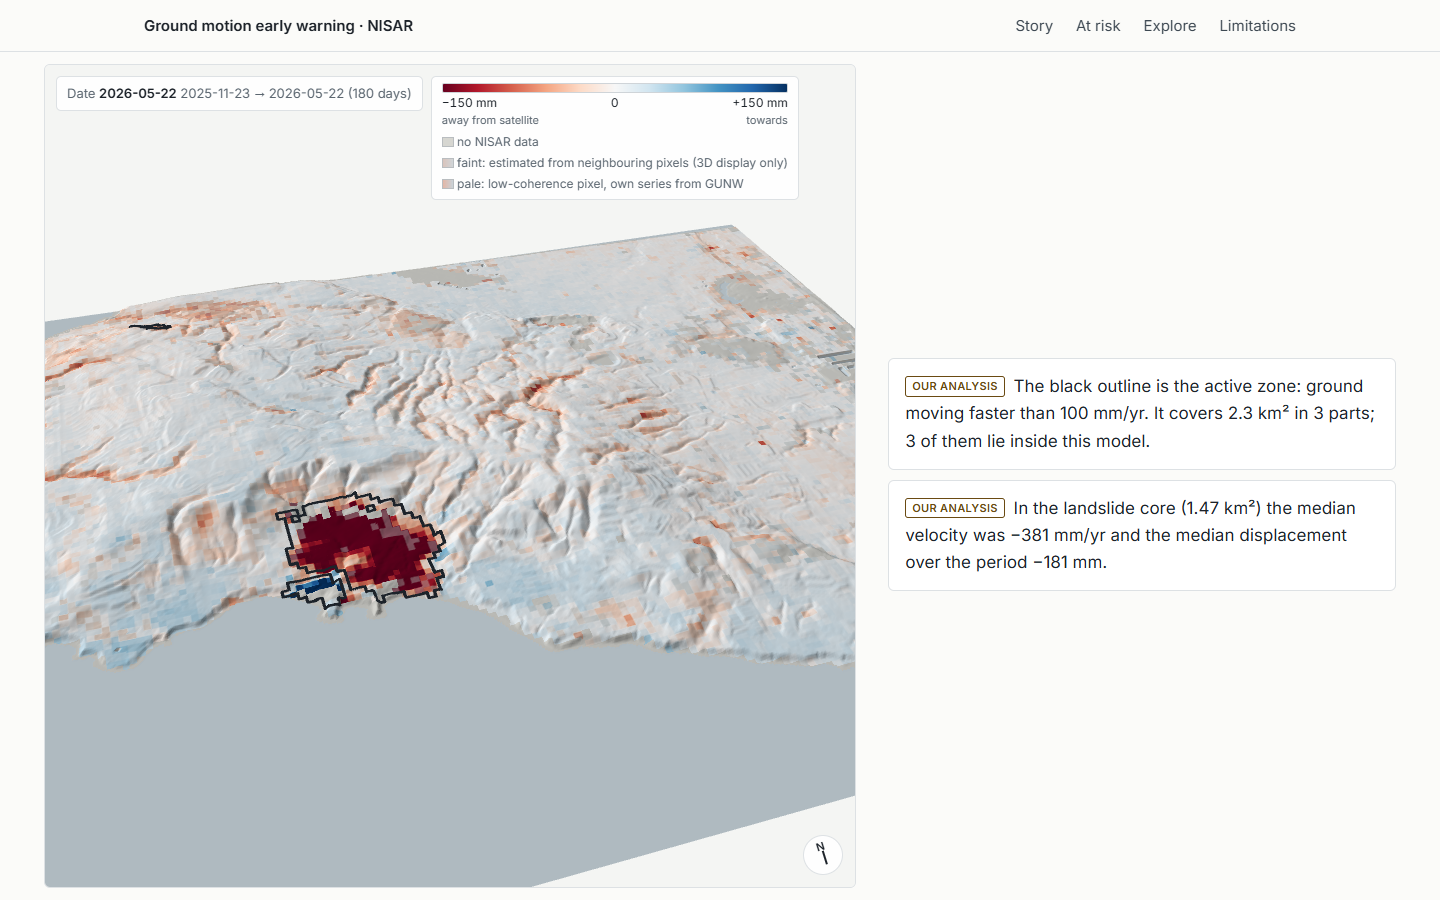 Ground motion early warning · NISAR
Story
At risk
Explore
Limitations
Date 2026-05-22 2025-11-23 → 2026-05-22 (180 days)
−150 mm
0
+150 mm
away from satellite
towards
no NISAR data
faint: estimated from neighbouring pixels (3D display only)
pale: low-coherence pixel, own series from GUNW
OUR ANALYSIS The black outline is the active zone: ground
moving faster than 100 mm/yr. It covers 2.3 km² in 3 parts;
3 of them lie inside this model.
OUR ANALYSIS In the landslide core (1.47 km²) the median
velocity was −381 mm/yr and the median displacement
over the period −181 mm.
N